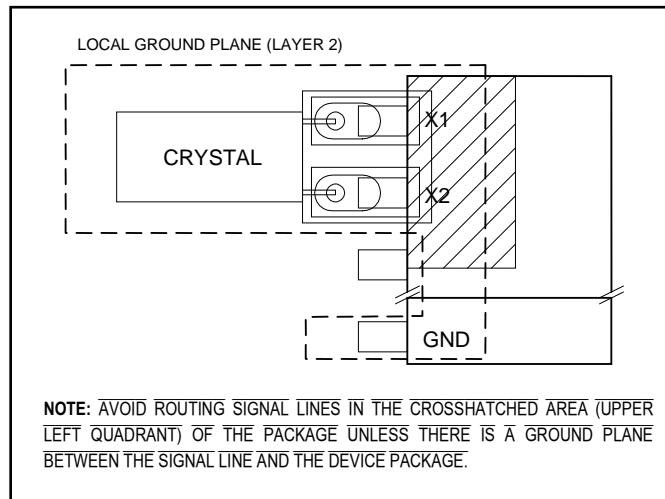 LOCAL GROUND PLANE (LAYER 2)
X1
CRYSTAL
X2
GND
NOTE: AVOID ROUTING SIGNAL LINES IN THE CROSSHATCHED AREA (UPPER
LEFT QUADRANT) OF THE PACKAGE UNLESS THERE IS A GROUND PLANE
BETWEEN THE SIGNAL LINE AND THE DEVICE PACKAGE.